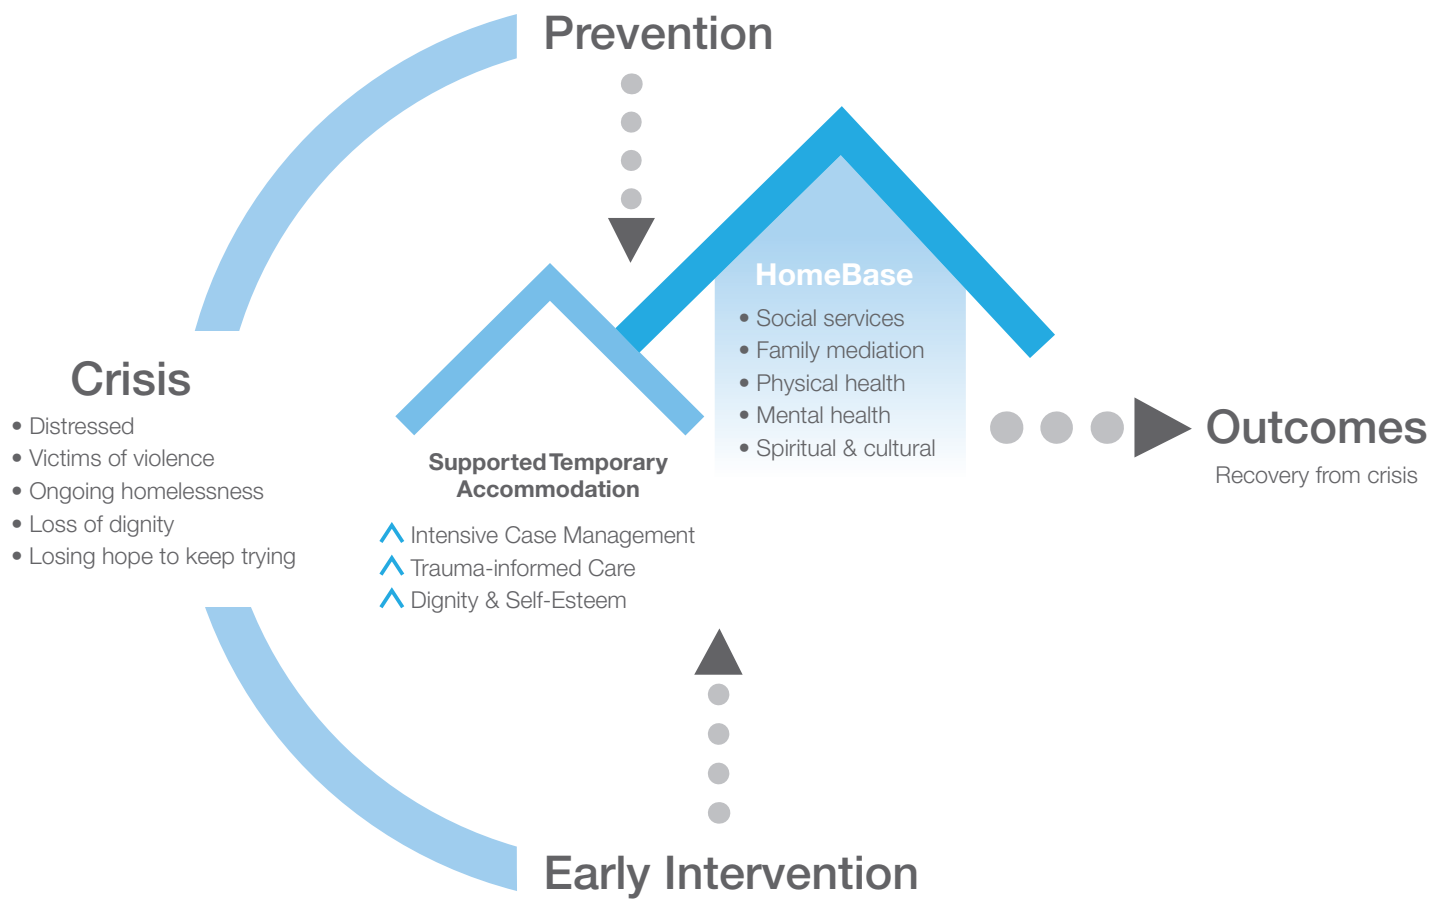 Prevention
HomeBase
• Social services
• Family mediation
• Physical health
• Mental health
• Spiritual & cultural
Crisis
• Distressed
• Victims of violence
• Ongoing homelessness
• Loss of dignity
• Losing hope to keep trying
Supported Temporary
Accommodation
Intensive Case Management
Trauma-informed Care
Dignity & Self-Esteem
Outcomes
Recovery from crisis
Early Intervention